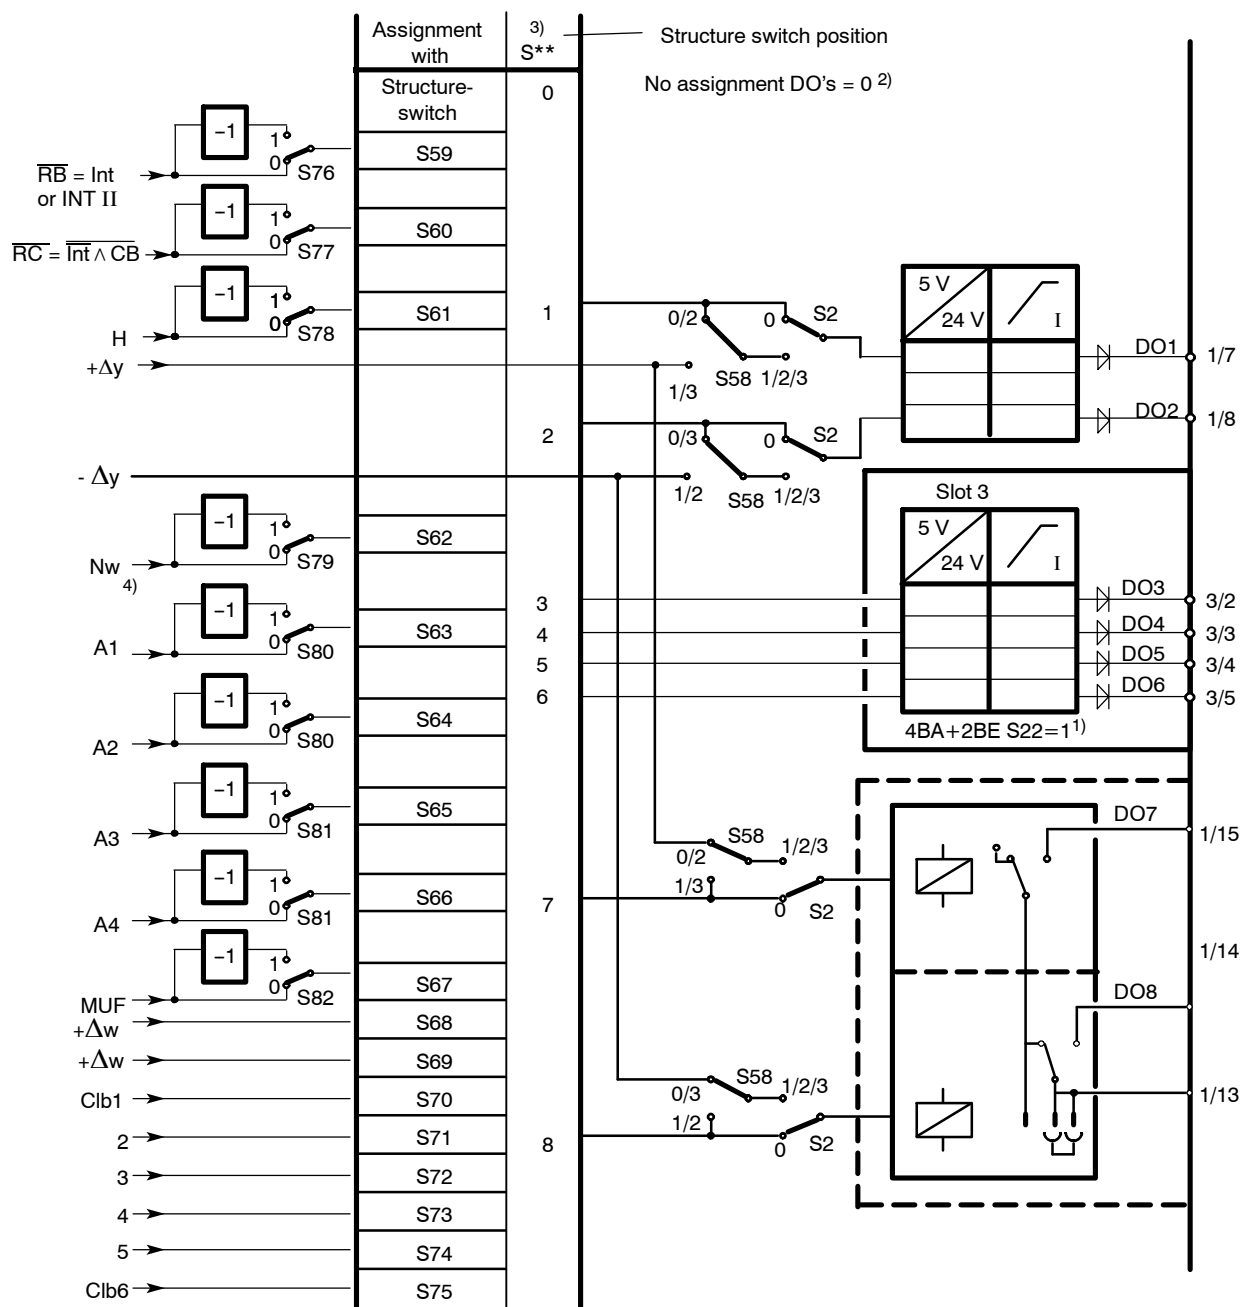 Assignment
with
3)
S**
Structure switch position
Structure-
switch
0
No assignment DO's = 0 2)
−1
1
0
S76
S59
RB = Int
or INT II
−1
1
0
S77
S60
RC = Int ∧ CB
−1
1
0
S78
S61
H
1
0/2
0
S2
S58
1/2/3
1/3
5 V
24 V
I
DO1
1/7
+Δy
2
0/3
0
S2
S58
1/2/3
1/2
DO2
1/8
- Δy
Slot 3
5 V
24 V
I
−1
1
0
S79
S62
Nw
4)
3
DO3
3/2
−1
1
0
S80
S63
A1
4
DO4
3/3
5
DO5
3/4
6
DO6
3/5
4BA+2BE S22=1 1)
−1
1
0
S80
S64
A2
−1
1
0
S81
S65
A3
S58
1/2/3
0/2
1/3
0
S2
DO7
1/15
−1
1
0
S81
S66
A4
7
1/14
−1
1
0
S82
S67
MUF
DO8
+Δw
S68
+Δw
S69
Clb1
S70
S58
1/2/3
0/3
1/2
0
S2
1/13
2
S71
8
3
S72
4
S73
5
S74
Clb6
S75